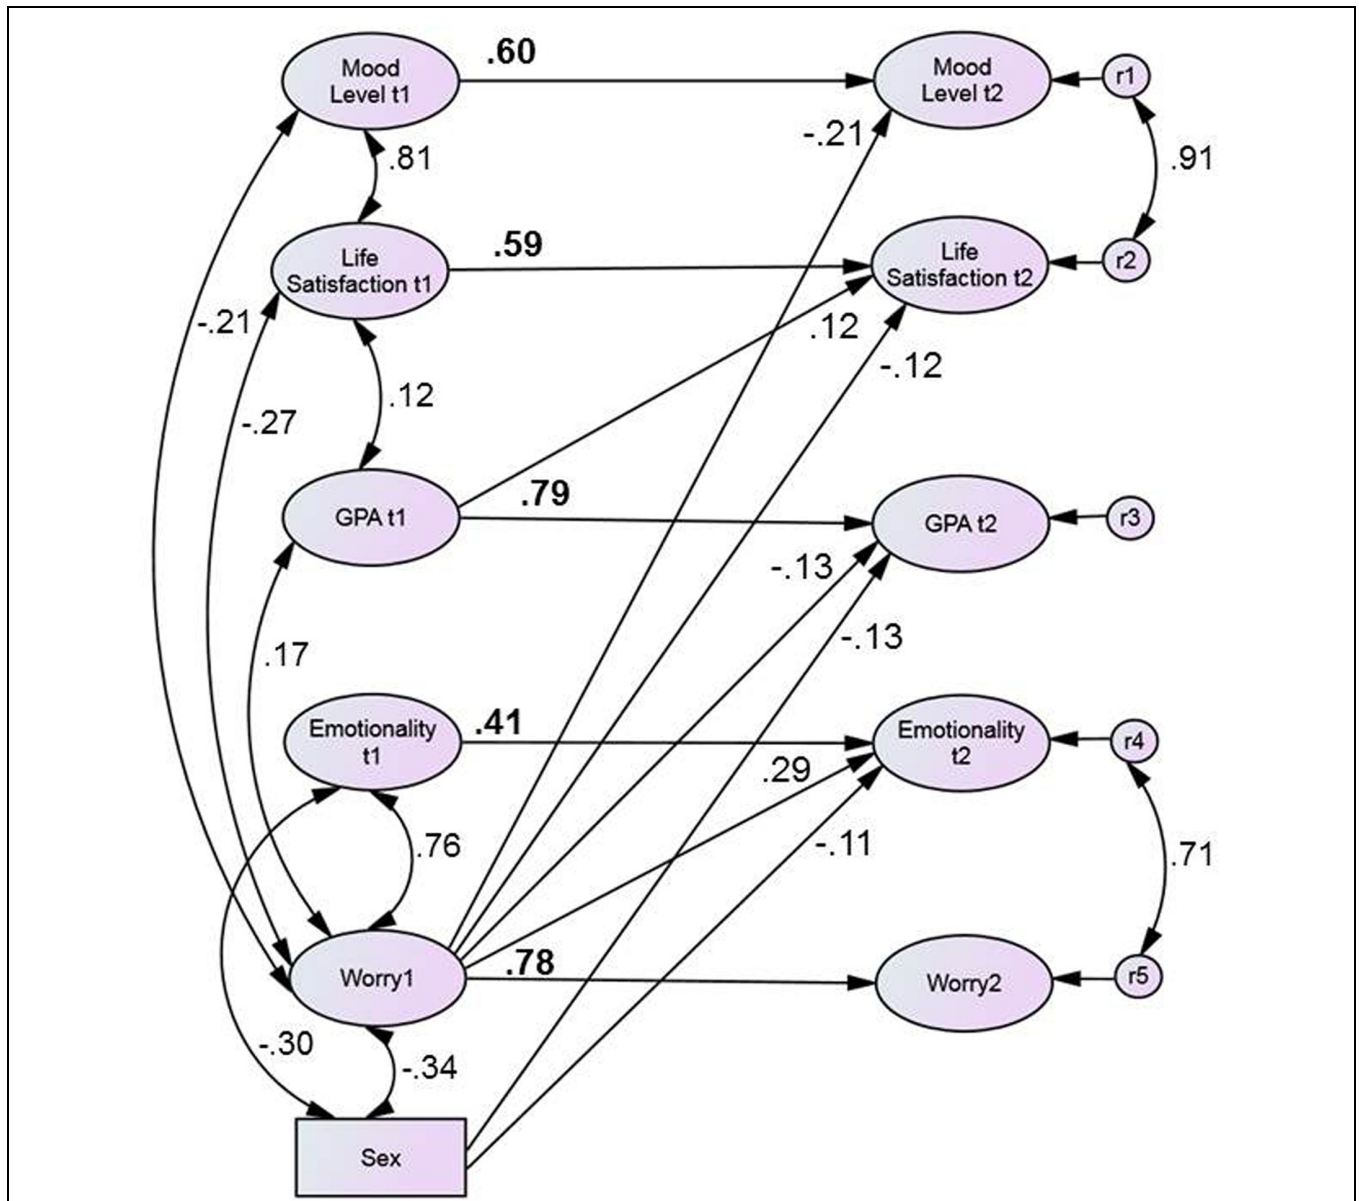 .60
Mood
Level t1
Mood
Level t2
r1
-.21
.81
.91
.59
Life
Satisfaction t1
Life
Satisfaction t2
r2
-.21
.12
-.12
.12
-.27
.79
GPA t1
GPA t2
r3
-.13
-.13
.17
.41
Emotionality
t1
Emotionality
t2
r4
.29
.76
-.11
.71
.78
Worry1
Worry2
r5
-.30
-.34
Sex